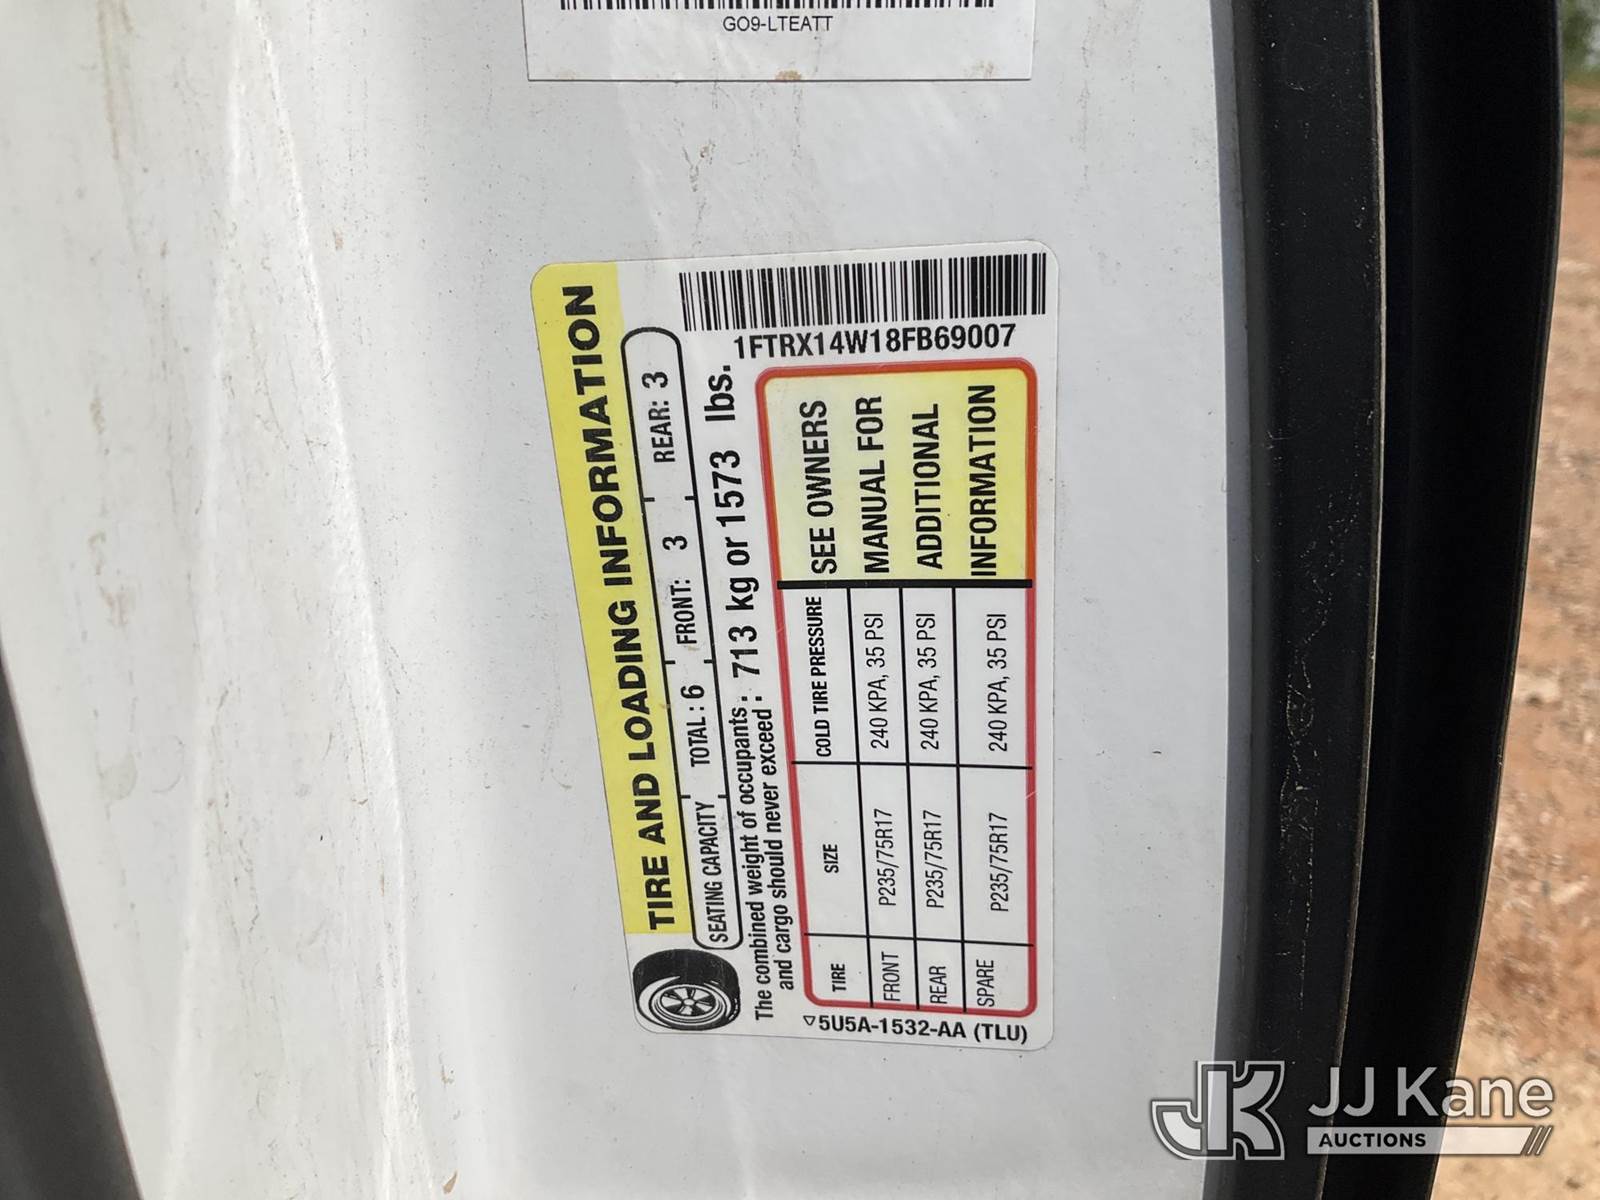 GO9-LTEATT
TIRE AND LOADING INFORMATION
SEATING CAPACITY TOTAL : 6 FRONT: 3 REAR: 3
The combined weight of occupants
and cargo should never exceed : 713 kg or 1573 lbs.
1FTRX14W18FB69007
TIRE SIZE COLD TIRE PRESSURE
FRONT P235/75R17 240 KPA, 35 PSI
REAR P235/75R17 240 KPA, 35 PSI
SPARE P235/75R17 240 KPA, 35 PSI
SEE OWNERS
MANUAL FOR
ADDITIONAL
INFORMATION
▽5U5A-1532-AA (TLU)
JK
JJ Kane
AUCTIONS